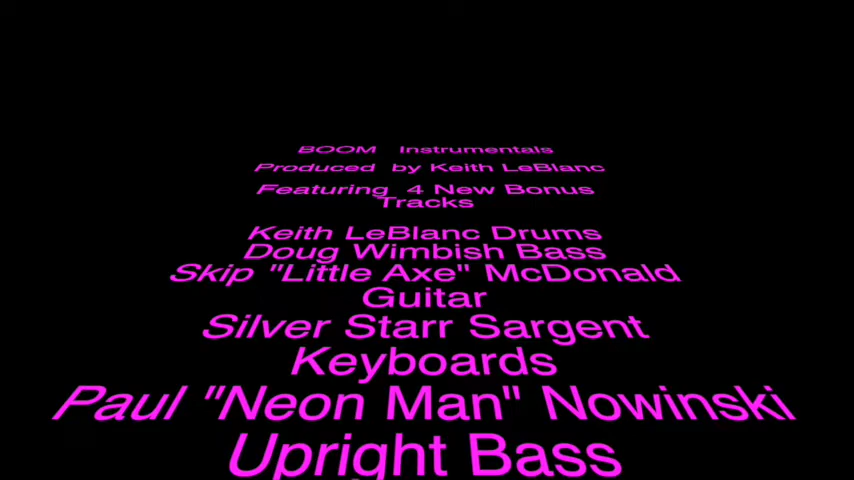 BOOM Instrumentals
Produced by Keith LeBlanc
Featuring 4 New Bonus
Tracks
Keith LeBlanc Drums
Doug Wimbish Bass
Skip "Little Axe" McDonald
Guitar
Silver Starr Sargent
Keyboards
Paul "Neon Man" Nowinski
Upright Bass